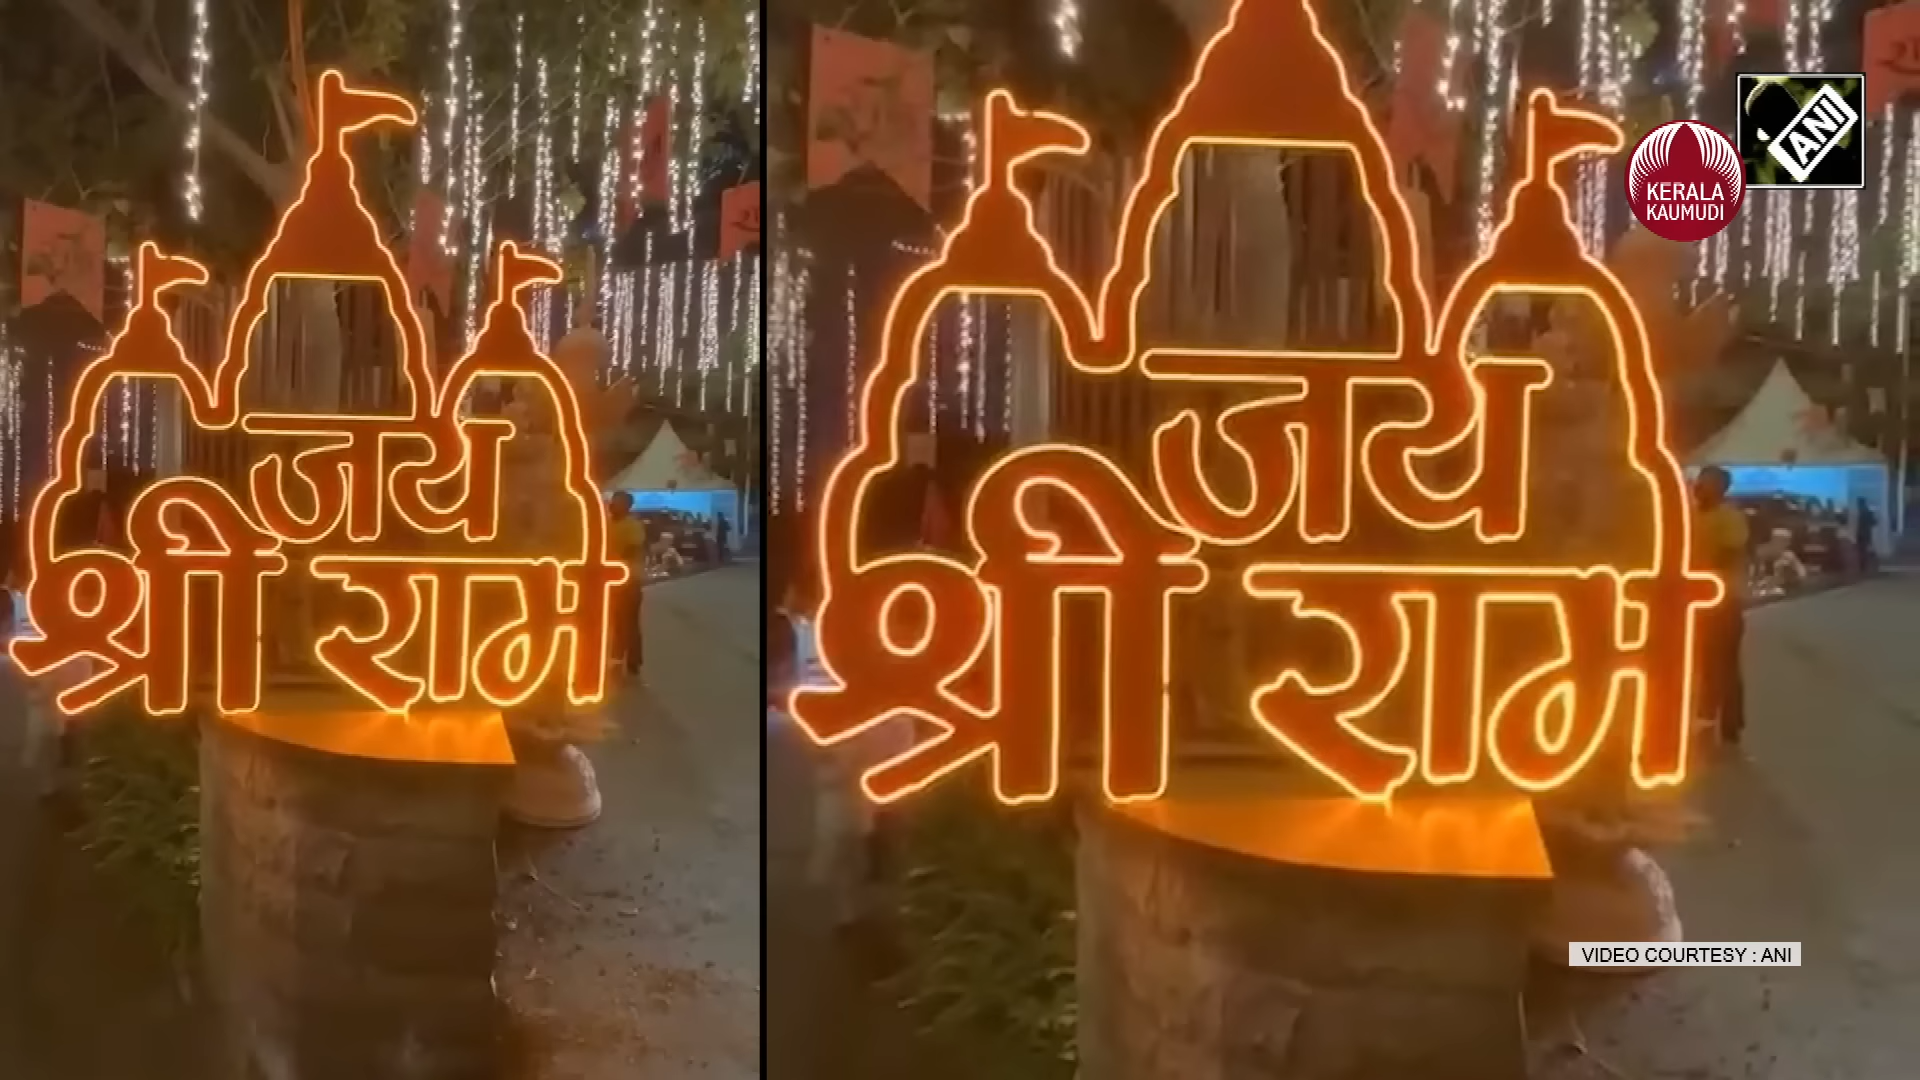 जय
श्री राम
जय
श्री राम
KERALA
KAUMUDI
ANI
VIDEO COURTESY : ANI